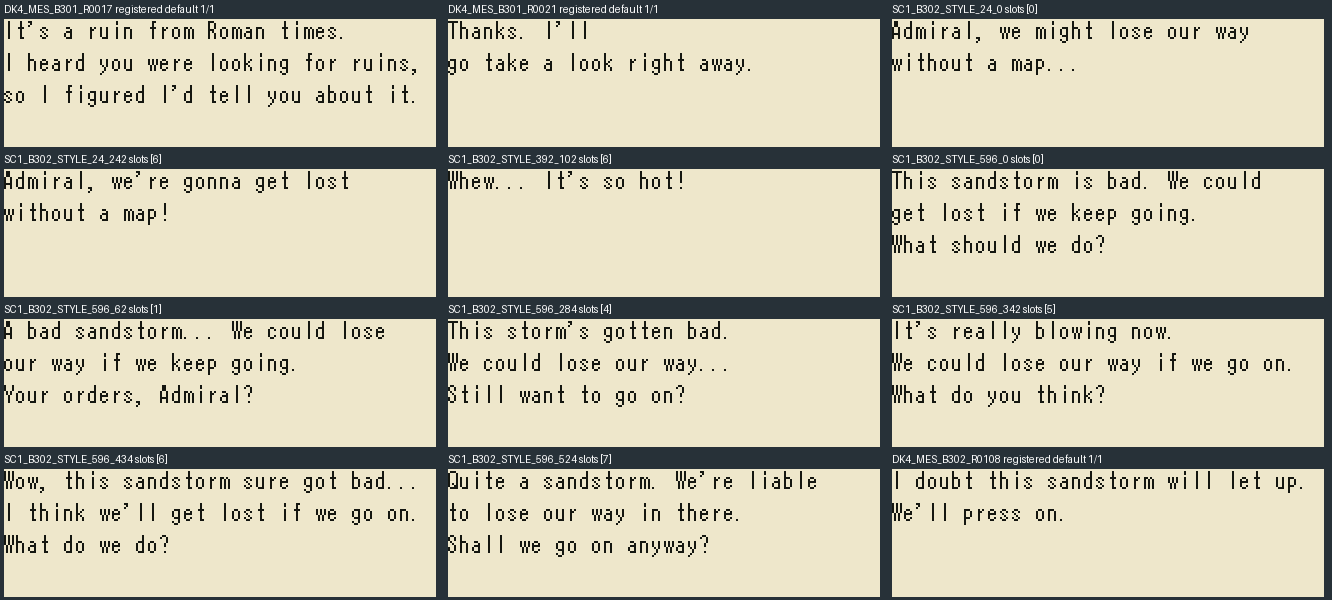 DK4_MES_B301_R0017 registered default 1/1
It's a ruin from Roman times.
I heard you were looking for ruins,
so I figured I'd tell you about it.
DK4_MES_B301_R0021 registered default 1/1
Thanks. I'll
go take a look right away.
SC1_B302_STYLE_24_0 slots [0]
Admiral, we might lose our way
without a map...
SC1_B302_STYLE_24_242 slots [6]
Admiral, we're gonna get lost
without a map!
SC1_B302_STYLE_392_102 slots [6]
Whew... It's so hot!
SC1_B302_STYLE_596_0 slots [0]
This sandstorm is bad. We could
get lost if we keep going.
What should we do?
SC1_B302_STYLE_596_62 slots [1]
A bad sandstorm... We could lose
our way if we keep going.
Your orders, Admiral?
SC1_B302_STYLE_596_284 slots [4]
This storm's gotten bad.
We could lose our way...
Still want to go on?
SC1_B302_STYLE_596_342 slots [5]
It's really blowing now.
We could lose our way if we go on.
What do you think?
SC1_B302_STYLE_596_434 slots [6]
Wow, this sandstorm sure got bad...
I think we'll get lost if we go on.
What do we do?
SC1_B302_STYLE_596_524 slots [7]
Quite a sandstorm. We're liable
to lose our way in there.
Shall we go on anyway?
DK4_MES_B302_R0108 registered default 1/1
I doubt this sandstorm will let up.
We'll press on.